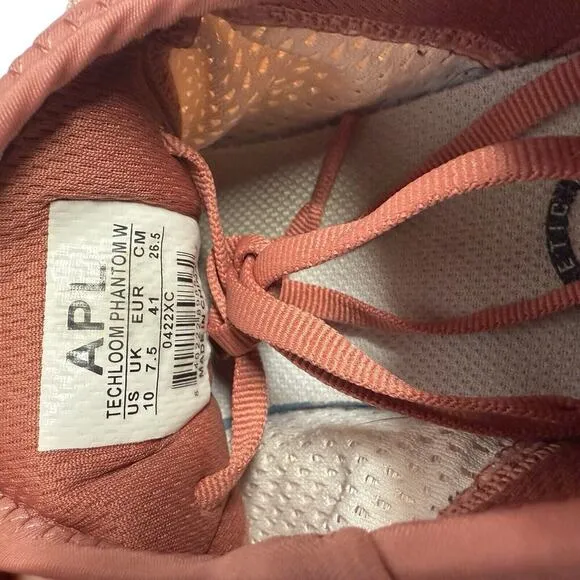 APL
TECHLOOM PHANTOM W
US UK EUR CM
10 7.5 41 26.5
0422XC